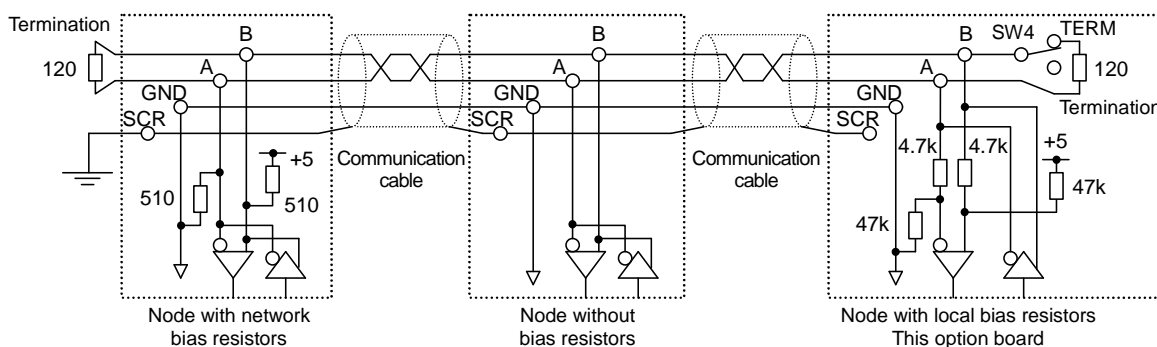 Termination
120
B
A
GND
SCR
+5
510
510
Node with network
bias resistors
Communication
cable
B
A
GND
SCR
Node without
bias resistors
Communication
cable
B
SW4
TERM
A
120
GND
Termination
SCR
4.7k
4.7k
+5
47k
47k
Node with local bias resistors
This option board